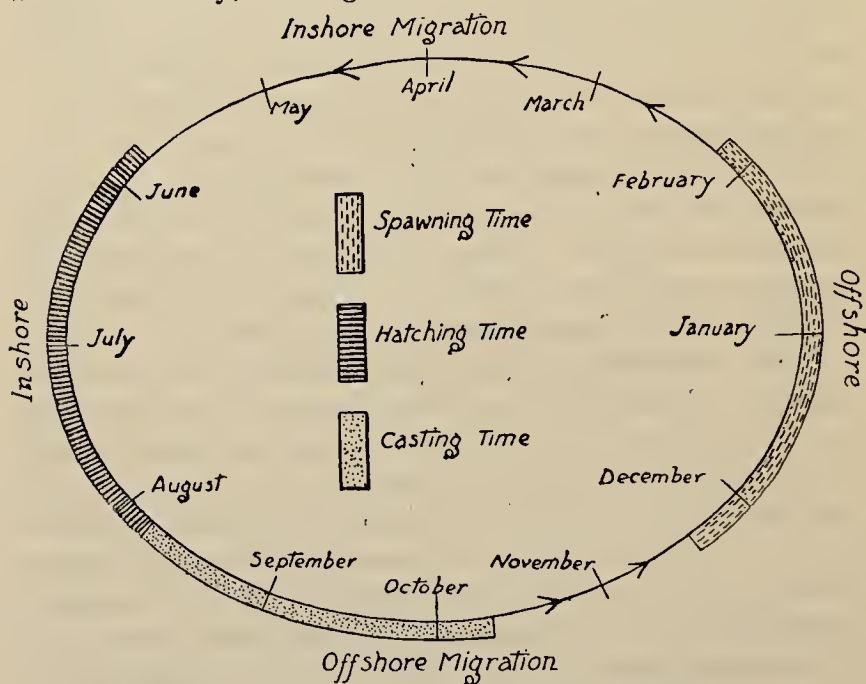 Inshore Migration
April
May
March
June
February
Spawning Time
Inshore
Offshore
Hatching Time
July
January
Casting Time
August
December
September
November
October
Offshore Migration